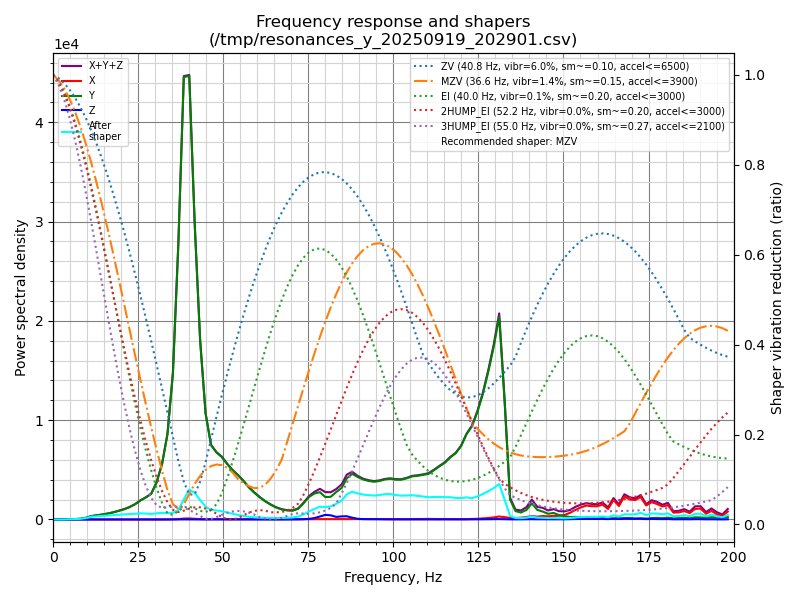 Frequency response and shapers
(/tmp/resonances_y_20250919_202901.csv)
1e4
X+Y+Z
X
Y
Z
After
shaper
ZV (40.8 Hz, vibr=6.0%, sm~=0.10, accel<=6500)
MZV (36.6 Hz, vibr=1.4%, sm~=0.15, accel<=3900)
EI (40.0 Hz, vibr=0.1%, sm~=0.20, accel<=3000)
2HUMP_EI (52.2 Hz, vibr=0.0%, sm~=0.20, accel<=3000)
3HUMP_EI (55.0 Hz, vibr=0.0%, sm~=0.27, accel<=2100)
Recommended shaper: MZV
Power spectral density
4
3
2
1
0
1.0
0.8
0.6
0.4
0.2
0.0
Shaper vibration reduction (ratio)
0 25 50 75 100 125 150 175 200
Frequency, Hz